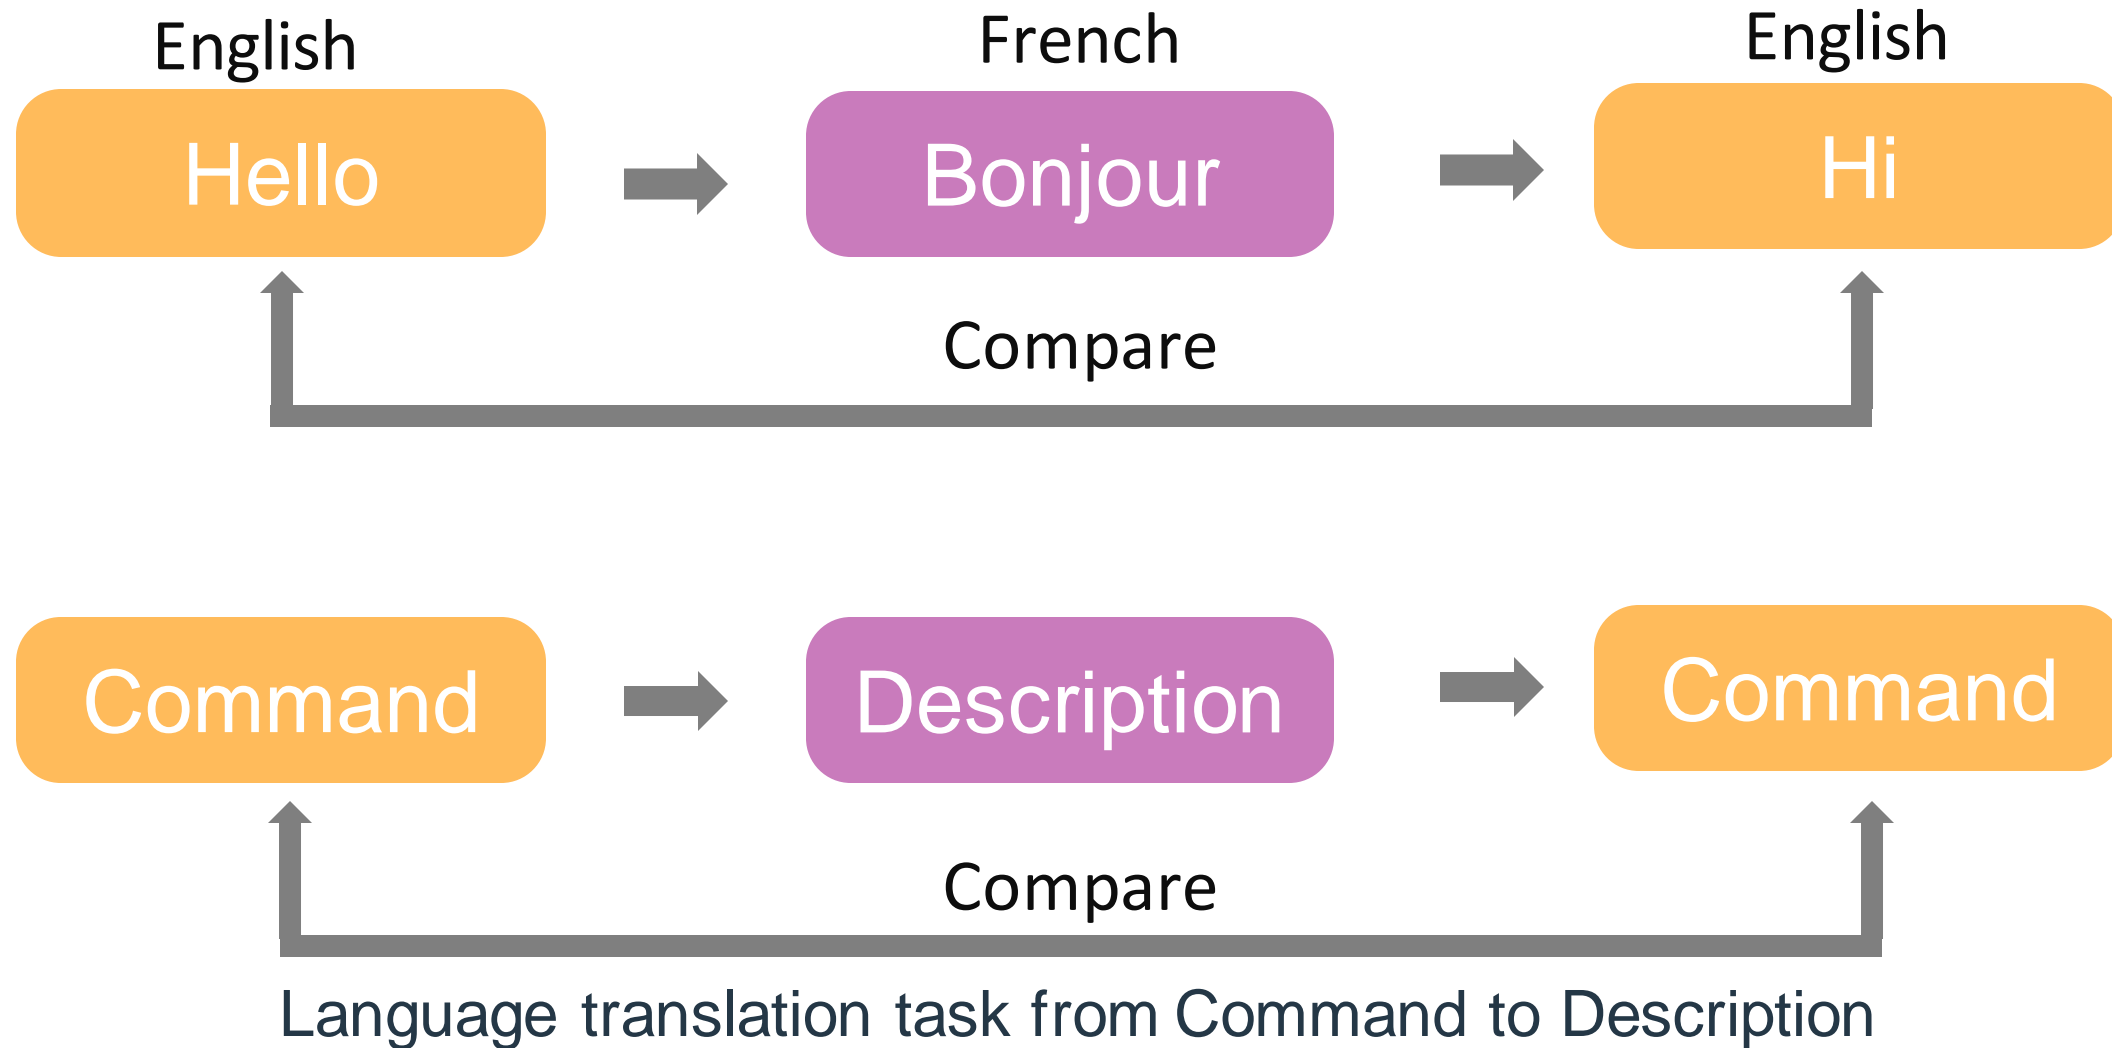 English
French
English
Hello
Bonjour
Hi
Compare
Command
Description
Command
Compare
Language translation task from Command to Description